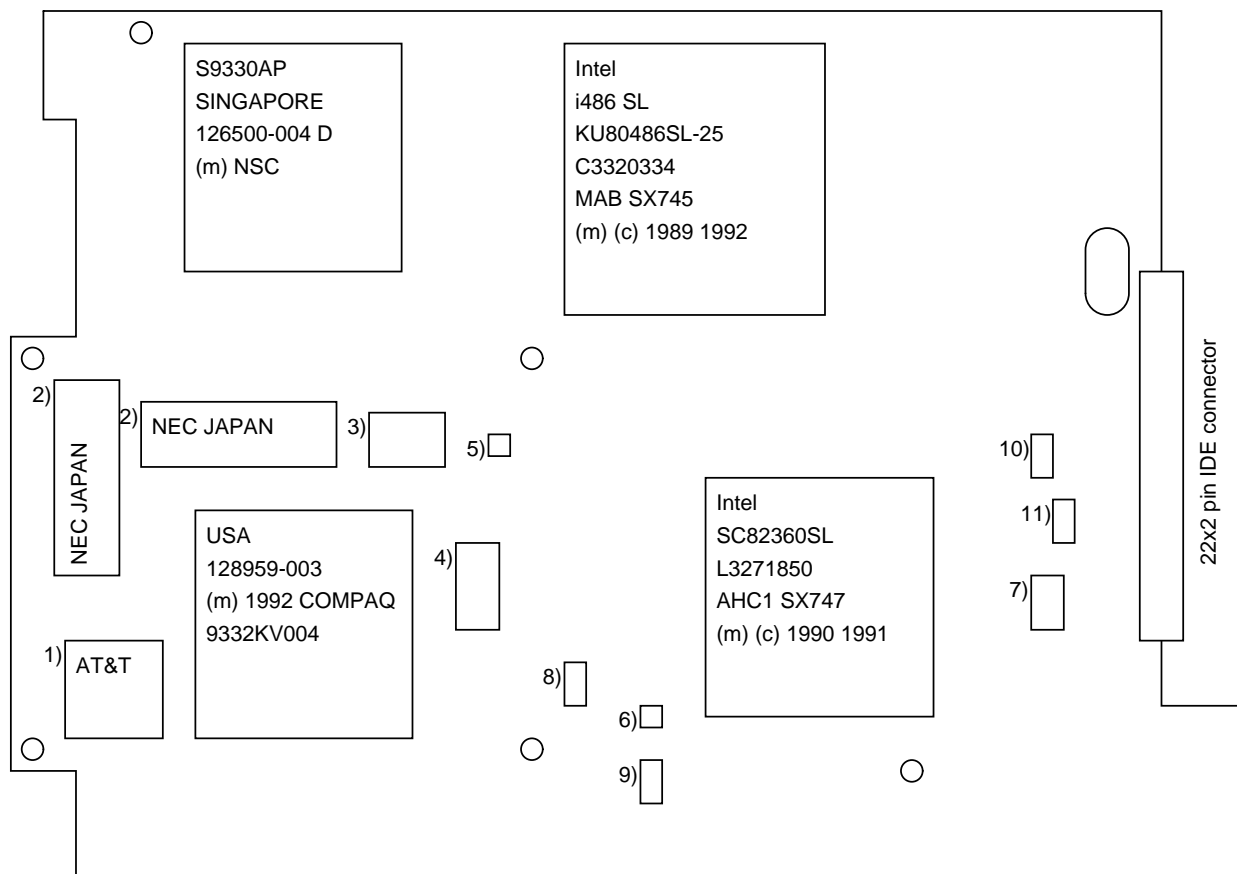 S9330AP
SINGAPORE
126500-004 D
(m) NSC
Intel
i486 SL
KU80486SL-25
C3320334
MAB SX745
(m) (c) 1989 1992
22x2 pin IDE connector
2)
NEC JAPAN
2)
NEC JAPAN
3)
5)
10)
11)
7)
USA
128959-003
(m) 1992 COMPAQ
9332KV004
4)
Intel
SC82360SL
L3271850
AHC1 SX747
(m) (c) 1990 1991
1)
AT&T
8)
6)
9)